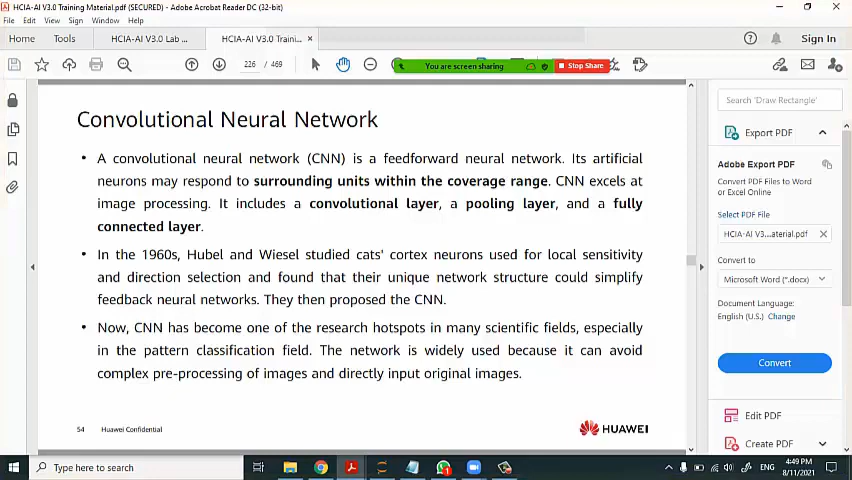 HCIA-AI V3.0 Training Material.pdf (SECURED) - Adobe Acrobat Reader DC (32-bit)
File Edit View Sign Window Help
Home Tools HCIA-AI V3.0 Lab ... HCIA-AI V3.0 Traini... × Sign In
226 / 469 You are screen sharing Stop Share
Convolutional Neural Network
• A convolutional neural network (CNN) is a feedforward neural network. Its artificial
neurons may respond to surrounding units within the coverage range. CNN excels at
image processing. It includes a convolutional layer, a pooling layer, and a fully
connected layer.
• In the 1960s, Hubel and Wiesel studied cats' cortex neurons used for local sensitivity
and direction selection and found that their unique network structure could simplify
feedback neural networks. They then proposed the CNN.
• Now, CNN has become one of the research hotspots in many scientific fields, especially
in the pattern classification field. The network is widely used because it can avoid
complex pre-processing of images and directly input original images.
54 Huawei Confidential
HUAWEI
Search 'Draw Rectangle'
Export PDF
Adobe Export PDF
Convert PDF Files to Word
or Excel Online
Select PDF File
HCIA-AI V3...aterial.pdf
Convert to
Microsoft Word (*.docx)
Document Language:
English (U.S.) Change
Convert
Edit PDF
Create PDF
Type here to search
ENG
4:49 PM
8/11/2021